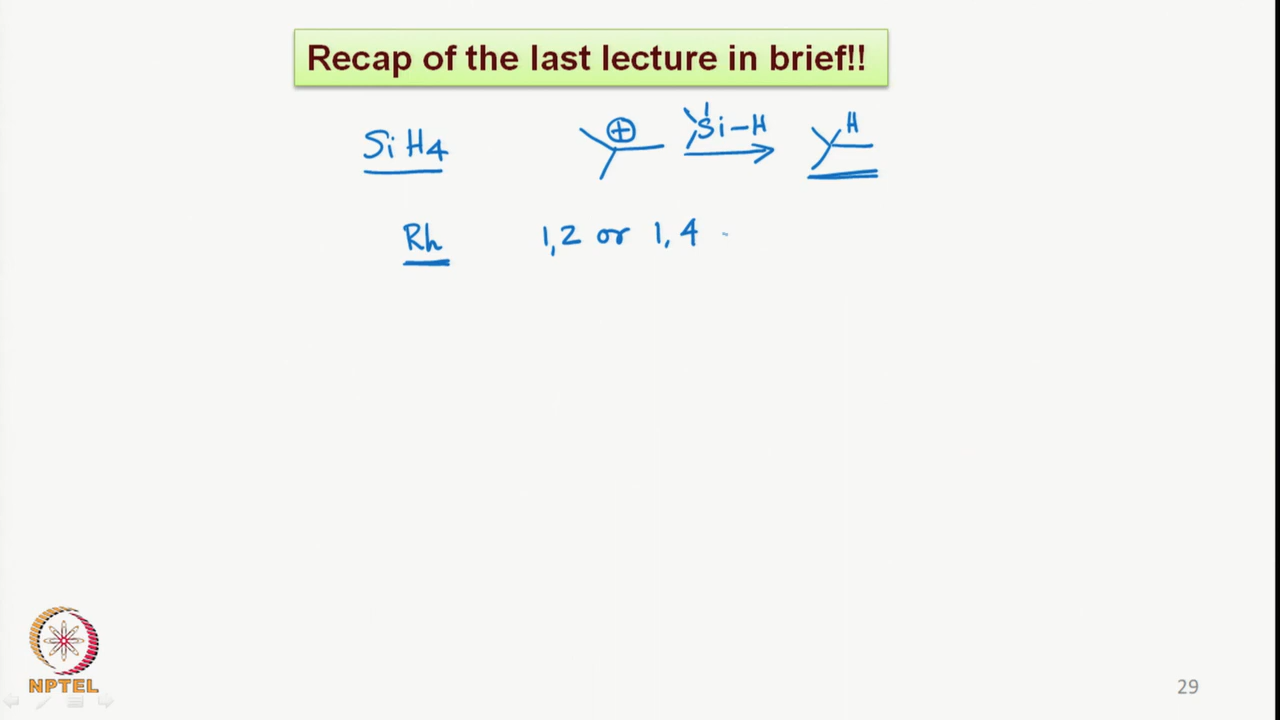 Recap of the last lecture in brief!!
SiH4 ⊕ Si-H H
Rh 1,2 or 1,4
NPTEL
29